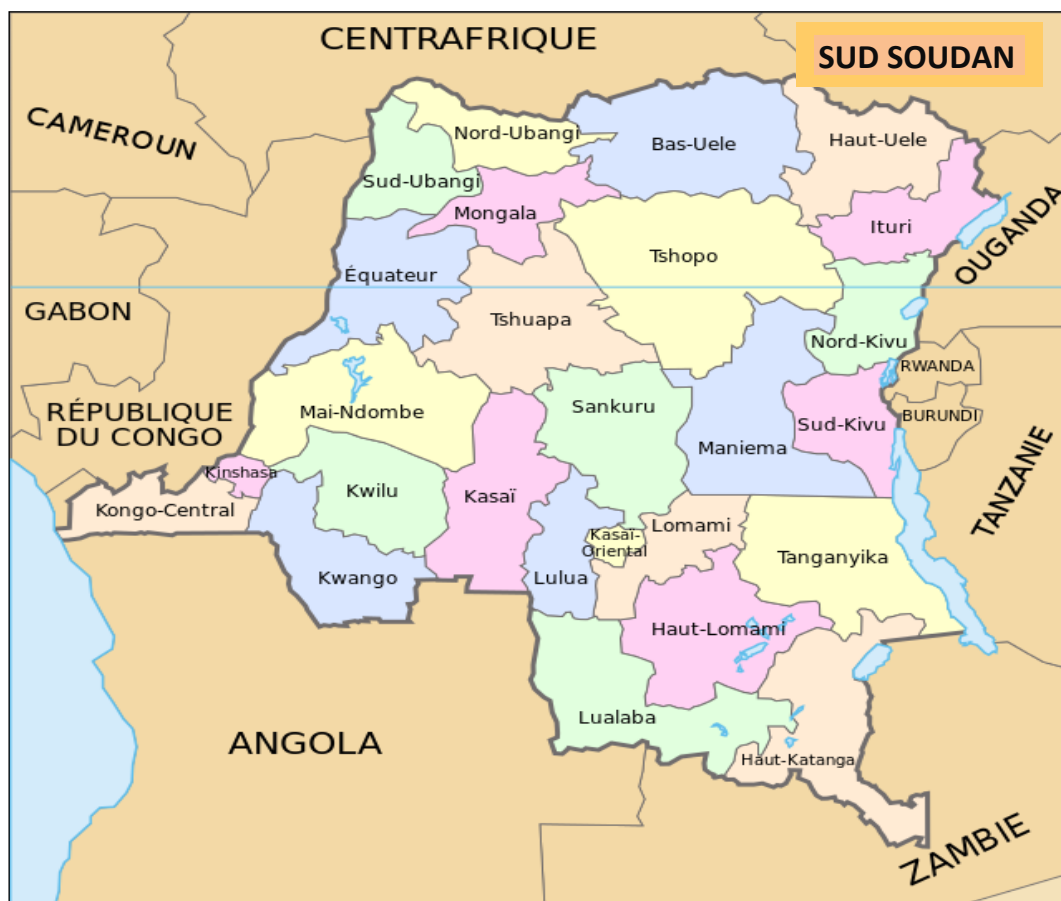 CENTRAFRIQUE
SUD SOUDAN
CAMEROUN
Nord-Ubangi
Bas-Uele
Haut-Uele
Sud-Ubangi
Mongala
Ituri
OUGANDA
Équateur
Tshopo
GABON
Tshuapa
Nord-Kivu
RWANDA
RÉPUBLIQUE
DU CONGO
Mai-Ndombe
Sankuru
Sud-Kivu
BURUNDI
Maniema
Kinshasa
Kwilu
Kasaï
TANZANIE
Kongo-Central
Lomami
Kasaï-
Oriental
Tanganyika
Kwango
Lulua
Haut-Lomami
Lualaba
ANGOLA
Haut-Katanga
ZAMBIE